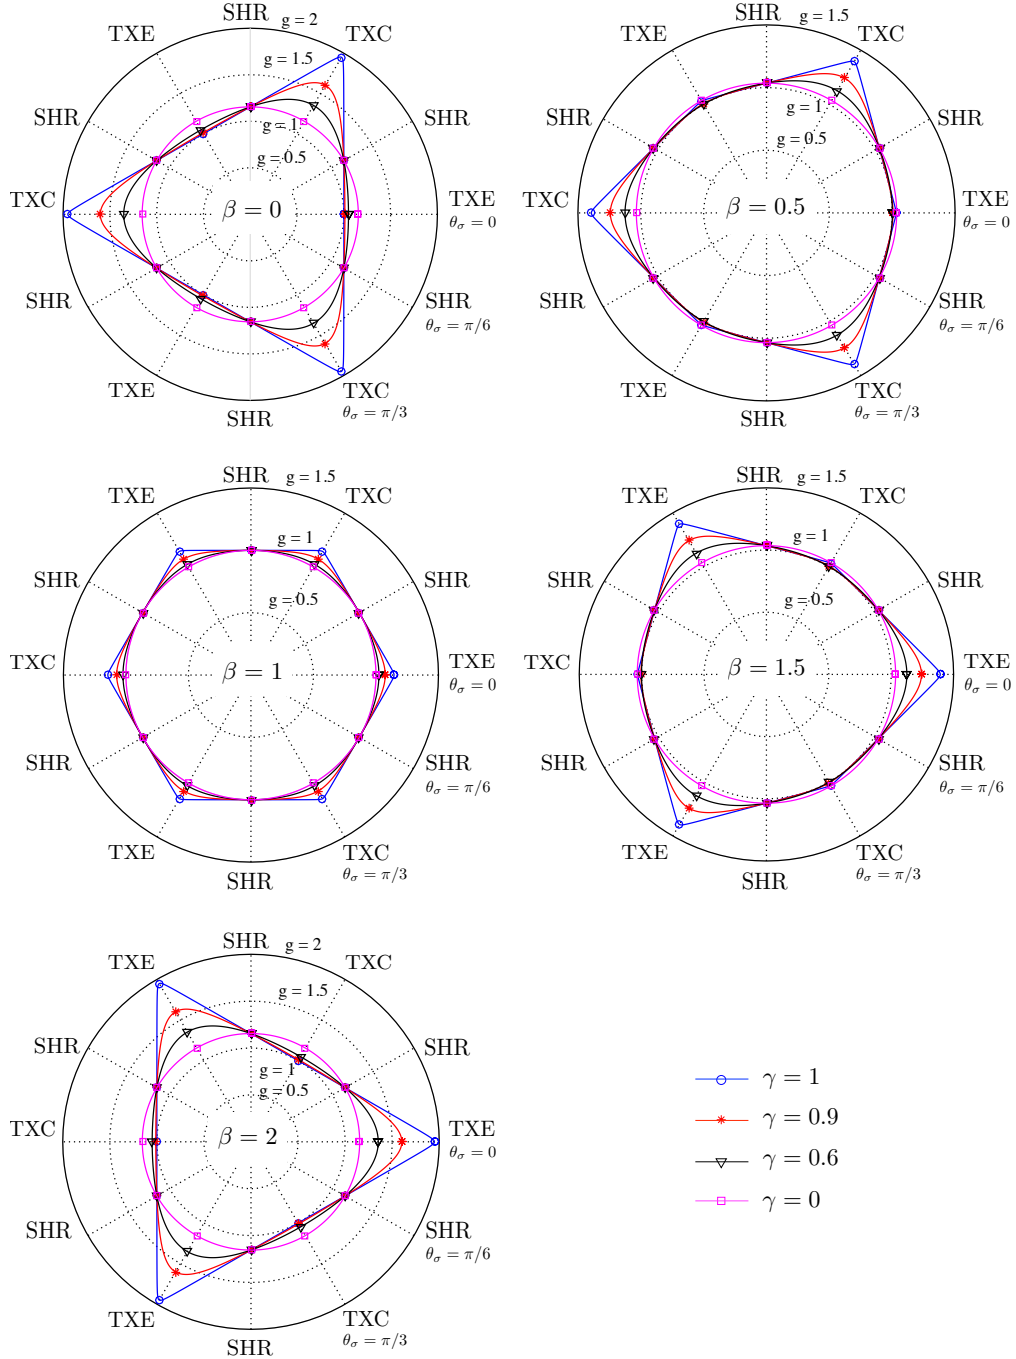 SHR g = 2
TXE TXC
g = 1.5
SHR g = 1 SHR
g = 0.5
TXC β = 0 TXE
θσ = 0
SHR SHR
θσ = π/6
TXE TXC
θσ = π/3
SHR
SHR g = 1.5
TXE TXC
g = 1
SHR g = 0.5 SHR
TXC β = 0.5 TXE
θσ = 0
SHR SHR
θσ = π/6
TXE TXC
θσ = π/3
SHR
SHR g = 1.5
TXE TXC
g = 1
SHR g = 0.5 SHR
TXC β = 1 TXE
θσ = 0
SHR SHR
θσ = π/6
TXE TXC
θσ = π/3
SHR
SHR g = 1.5
TXE TXC
g = 1
SHR g = 0.5 SHR
TXC β = 1.5 TXE
θσ = 0
SHR SHR
θσ = π/6
TXE TXC
θσ = π/3
SHR
SHR g = 2
TXE TXC
g = 1.5
SHR SHR
g = 1
g = 0.5
TXC β = 2 TXE
θσ = 0
SHR SHR
θσ = π/6
TXE TXC
θσ = π/3
SHR
γ = 1
γ = 0.9
γ = 0.6
γ = 0